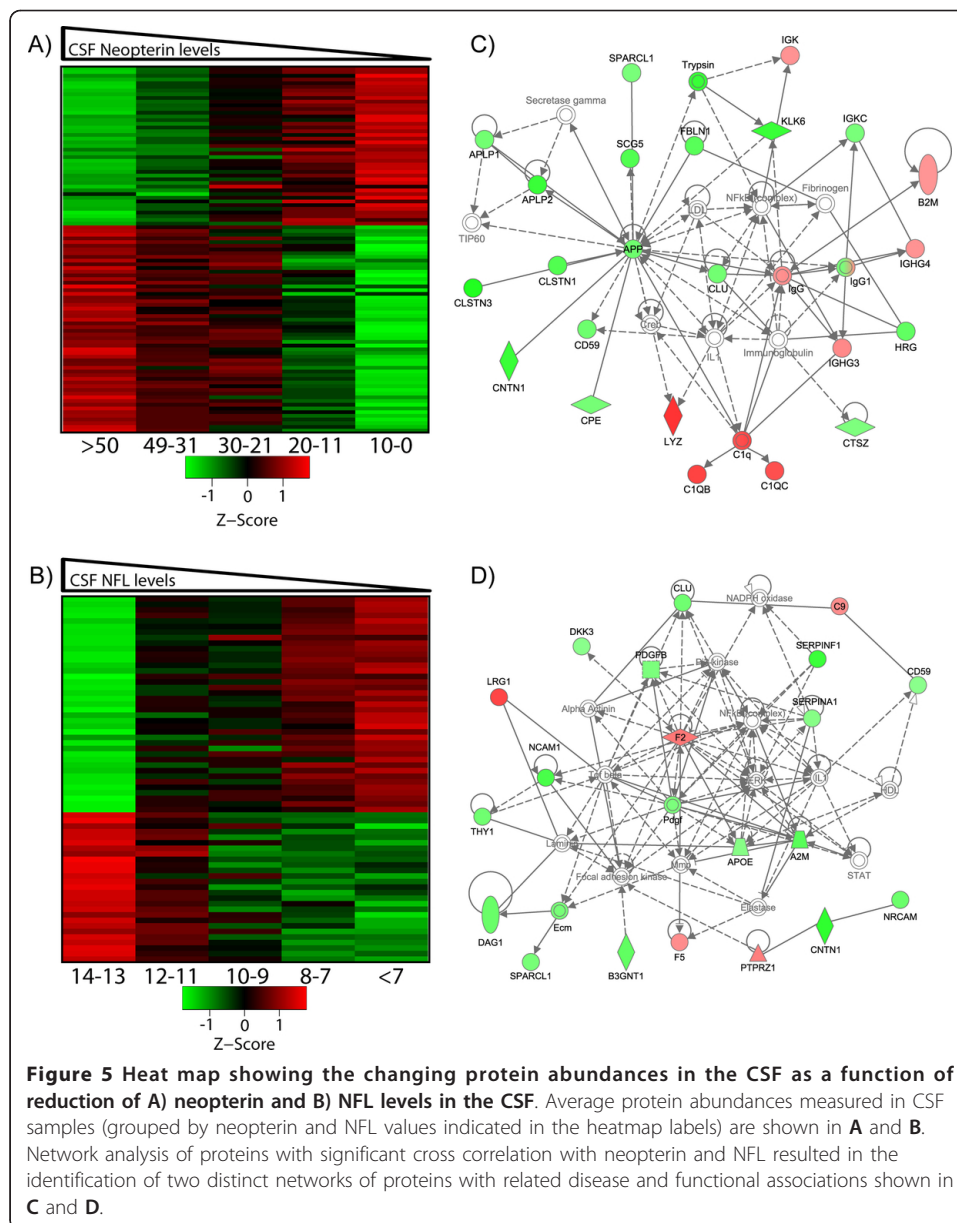 A)
CSF Neopterin levels
>50 49-31 30-21 20-11 10-0
-1 0 1
Z-Score
C)
SPARCL1
Trypsin
IGK
Secretase gamma
APLP1
SCG5
FBLN1
KLK6
IGKC
APLP2
LDL
NFkB (complex)
Fibrinogen
B2M
TIP60
APP
CLSTN3
CLSTN1
CLU
IgG
IgG1
IGHG4
CD59
Creb
IL1
Immunoglobulin
IGHG3
HRG
CNTN1
CPE
LYZ
C1q
CTSZ
C1QB
C1QC
B)
CSF NFL levels
14-13 12-11 10-9 8-7 <7
-1 0 1
Z-Score
D)
CLU
NADPH oxidase
C9
DKK3
PDGFB
SERPINF1
CD59
LRG1
Alpha Actinin
NFkB (complex)
SERPINA1
F2
NCAM1
Tgf beta
IL1
HDL
THY1
Pdgf
Laminin
Mmp
APOE
A2M
STAT
Focal adhesion kinase
Elastase
DAG1
Ecm
NRCAM
SPARCL1
B3GNT1
F5
PTPRZ1
CNTN1
Figure 5 Heat map showing the changing protein abundances in the CSF as a function of
reduction of A) neopterin and B) NFL levels in the CSF. Average protein abundances measured in CSF
samples (grouped by neopterin and NFL values indicated in the heatmap labels) are shown in A and B.
Network analysis of proteins with significant cross correlation with neopterin and NFL resulted in the
identification of two distinct networks of proteins with related disease and functional associations shown in
C and D.